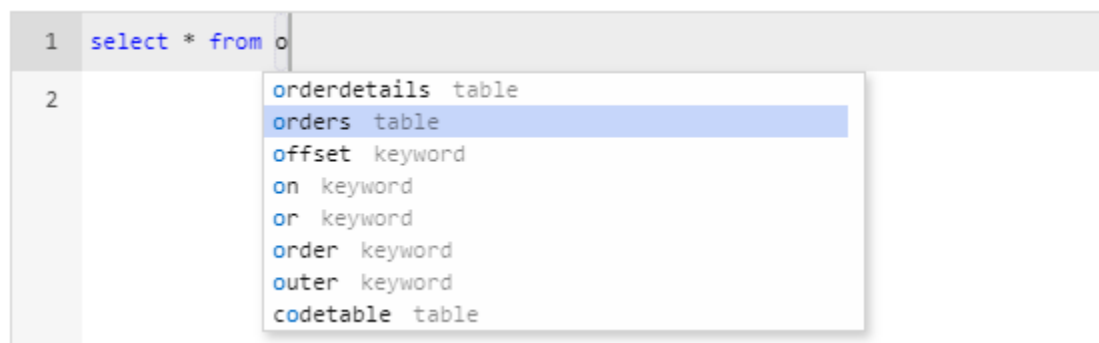 1 select * from o
orderdetails table
2
orders table
offset keyword
on keyword
or keyword
order keyword
outer keyword
codetable table